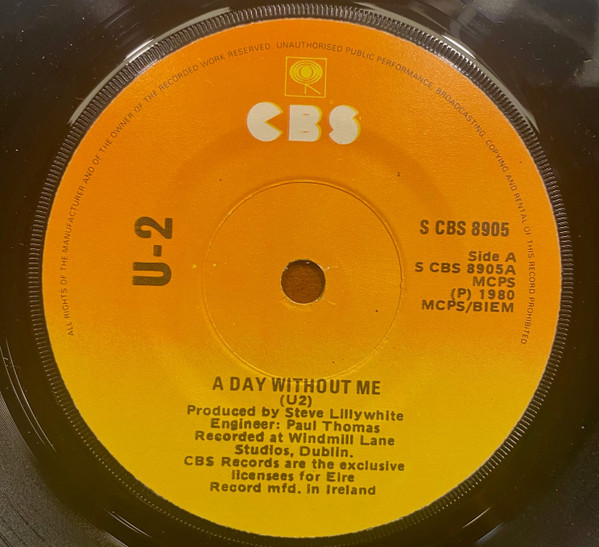 ALL RIGHTS OF THE MANUFACTURER AND OF THE OWNER OF THE RECORDED WORK RESERVED. UNAUTHORISED PUBLIC PERFORMANCE, BROADCASTING, COPYING AND RENTAL OF THIS RECORD PROHIBITED
CBS
U-2
S CBS 8905
Side A
S CBS 8905A
MCPS
(P) 1980
MCPS/BIEM
A DAY WITHOUT ME
(U2)
Produced by Steve Lillywhite
Engineer: Paul Thomas
Recorded at Windmill Lane
Studios, Dublin.
CBS Records are the exclusive
licensees for Eire
Record mfd. in Ireland